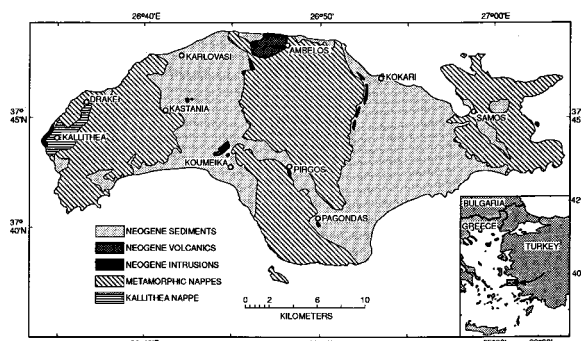 26°40'E 26°50'E 27°00'E
KARLOVASI
AMBELOS
KOKARI
DRAKEI
KASTANIA
SAMOS
37°
45'N
37°
45'N
KALLITHEA
KOUMEIKA
PIRGOS
PAGONDAS
37°
40'N
NEOGENE SEDIMENTS
NEOGENE VOLCANICS
NEOGENE INTRUSIONS
METAMORPHIC NAPPES
KALLITHEA NAPPE
0 2 6 10
KILOMETERS
BULGARIA
GREECE
TURKEY
40